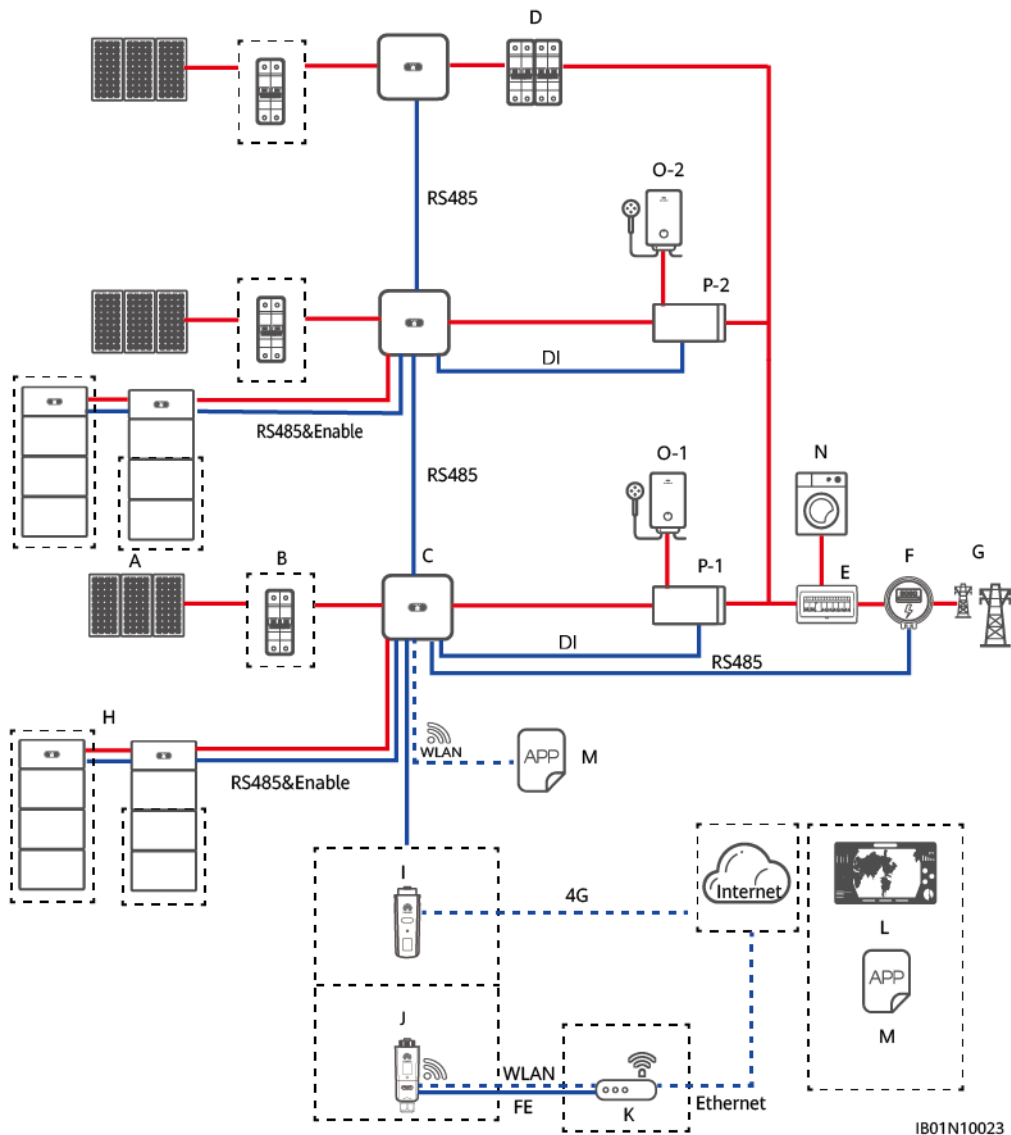 D
RS485
O-2
P-2
DI
RS485&Enable
RS485
O-1
N
A
B
C
P-1
E
F
G
DI
RS485
H
WLAN
APP
M
RS485&Enable
I
4G
Internet
L
APP
M
J
WLAN
FE
K
Ethernet
IB01N10023